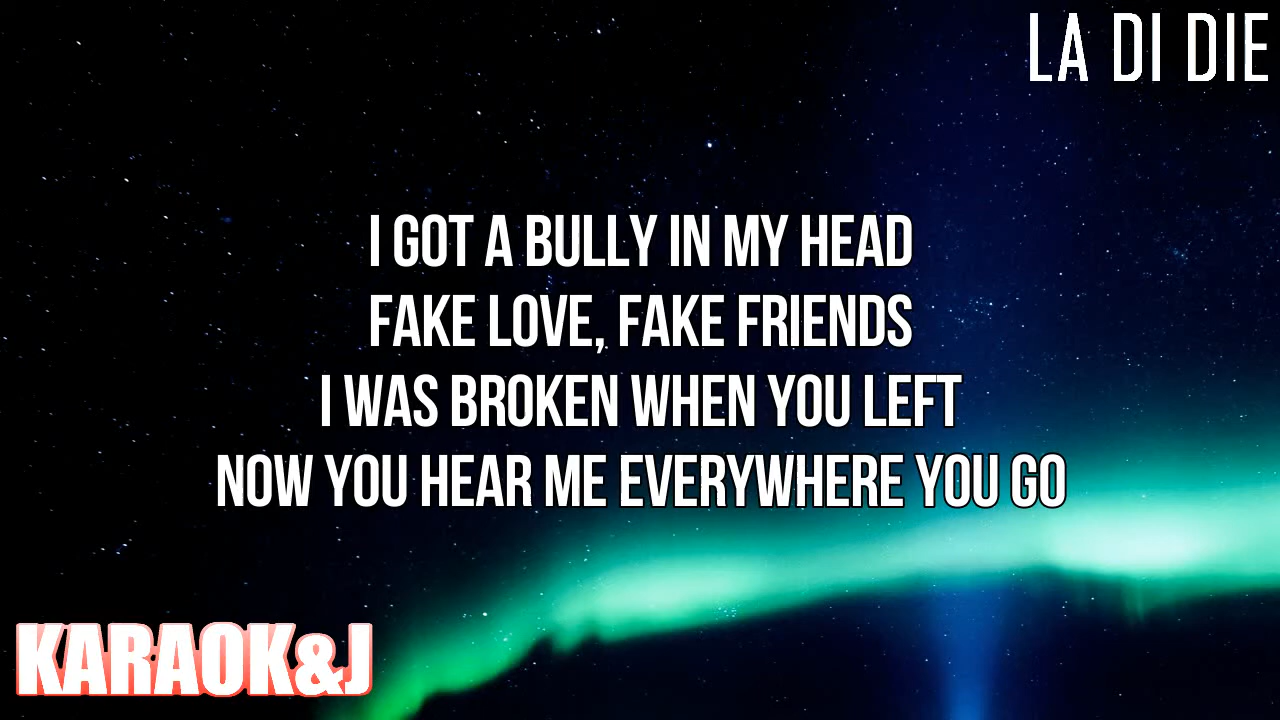 LA DI DIE
I GOT A BULLY IN MY HEAD
FAKE LOVE, FAKE FRIENDS
I WAS BROKEN WHEN YOU LEFT
NOW YOU HEAR ME EVERYWHERE YOU GO
KARAOK&J